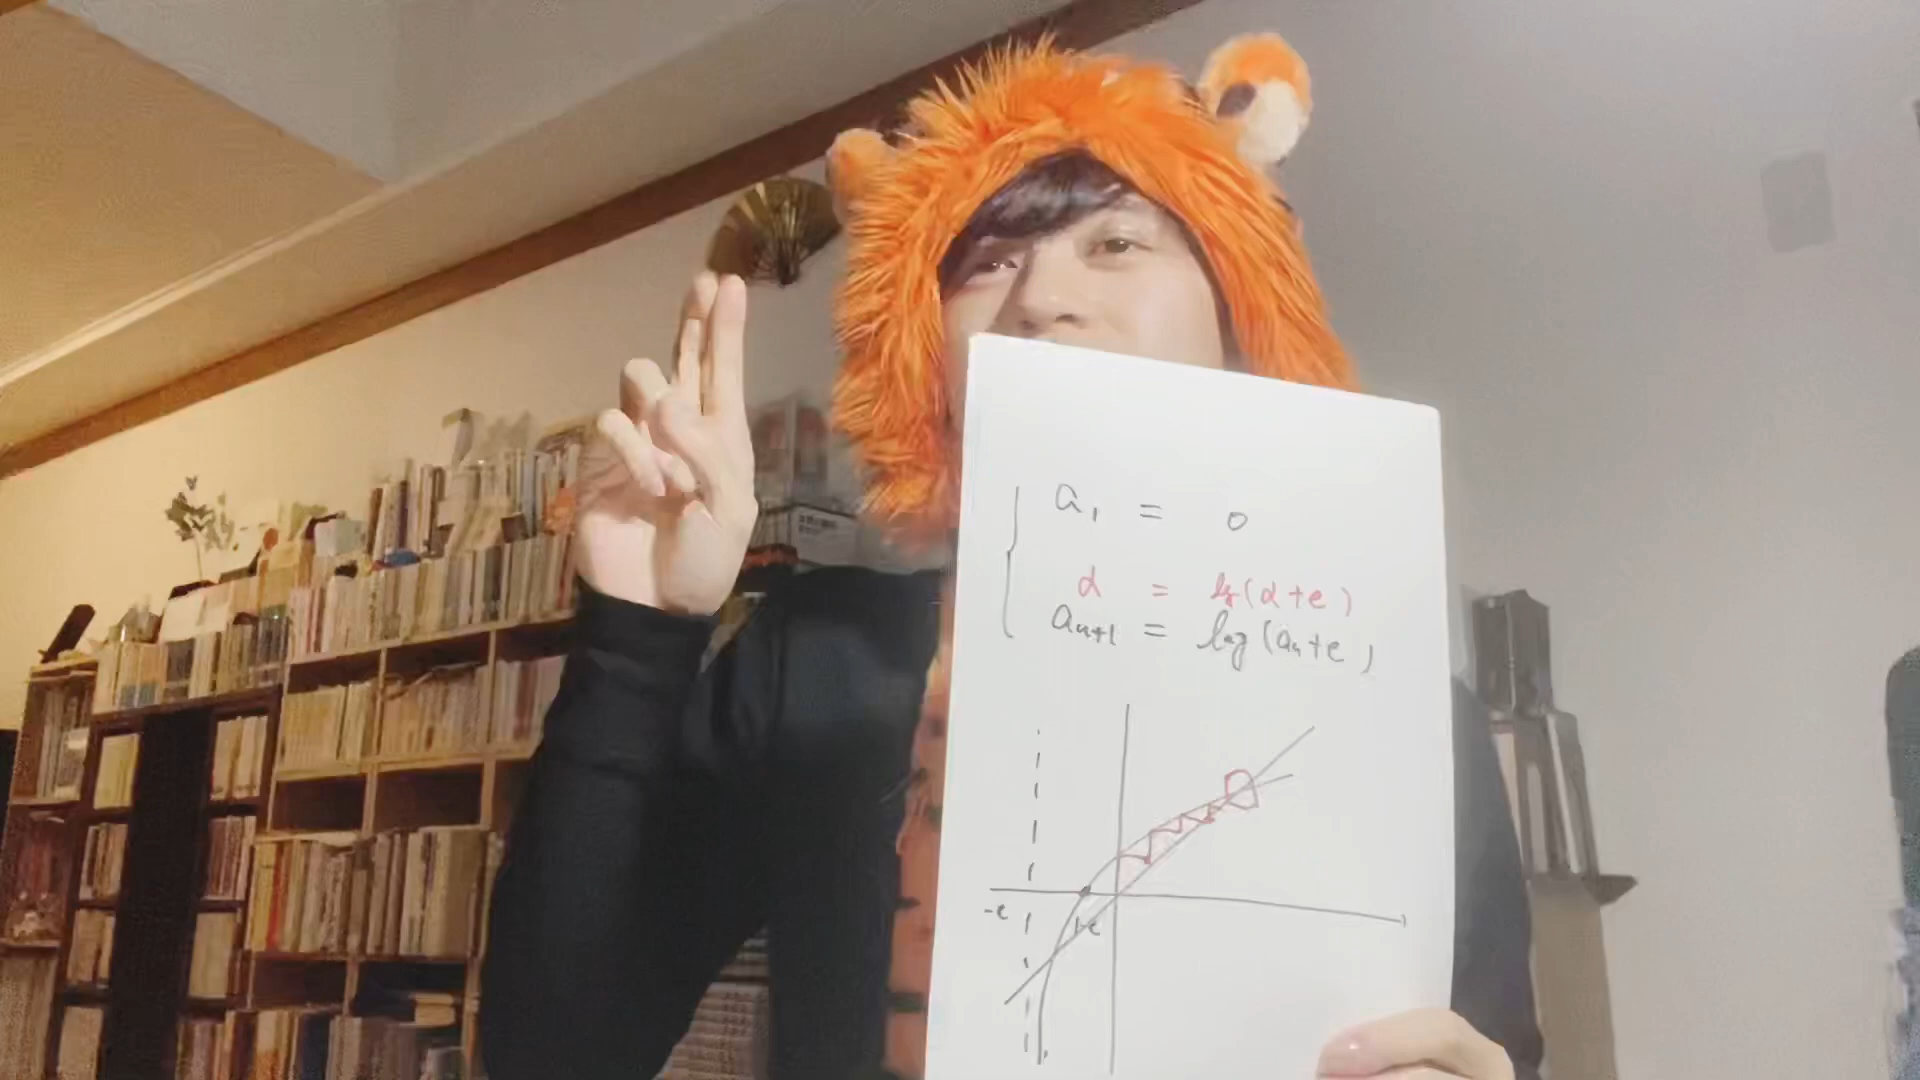 a₁ = 0
α = log(α+e)
aₙ₊₁ = log(aₙ+e)
-e
1-e